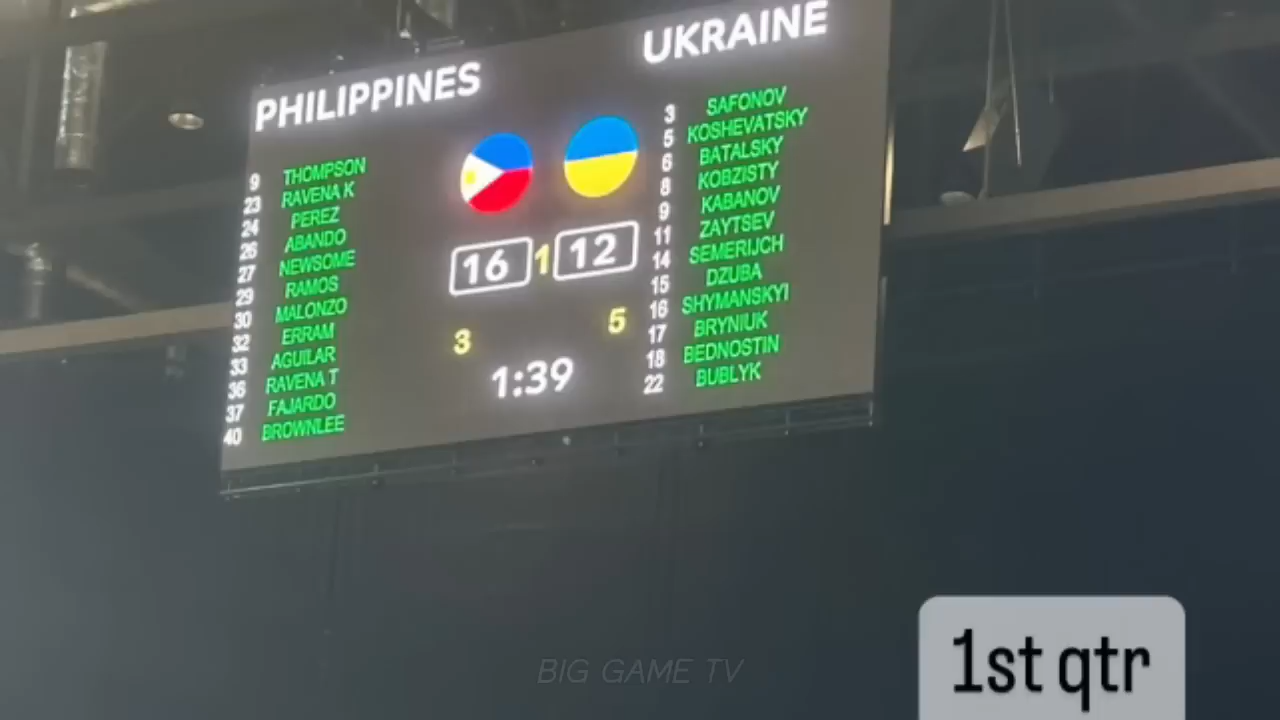 PHILIPPINES
9 THOMPSON
23 RAVENA K
24 PEREZ
26 ABANDO
27 NEWSOME
29 RAMOS
30 MALONZO
32 ERRAM
33 AGUILAR
36 RAVENA T
37 FAJARDO
40 BROWNLEE
16 1 12
3 5
1:39
UKRAINE
3 SAFONOV
5 KOSHEVATSKY
6 BATALSKY
8 KOBZISTY
9 KABANOV
11 ZAYTSEV
14 SEMERIJCH
15 DZUBA
16 SHYMANSKYI
17 BRYNIUK
18 BEDNOSTIN
22 BUBLYK
BIG GAME TV
1st qtr